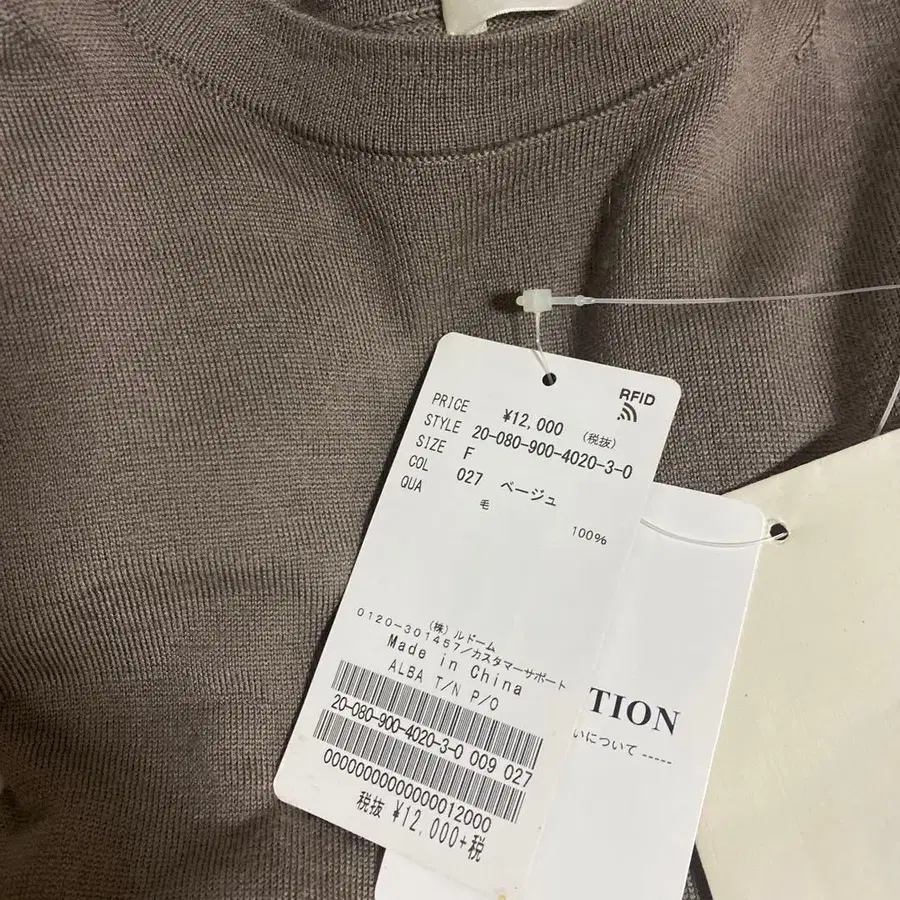 RFID
PRICE ¥12,000 (税抜)
STYLE 20-080-900-4020-3-0
SIZE F
COL 027 ベージュ
QUA
毛 100%
(株)ルドーム
0120-301457/カスタマーサポート
Made in China
ALBA T/N P/O
20-080-900-4020-3-0 009 027
0000000000000012000
税抜 ¥12,000+税
TION
いについて -----